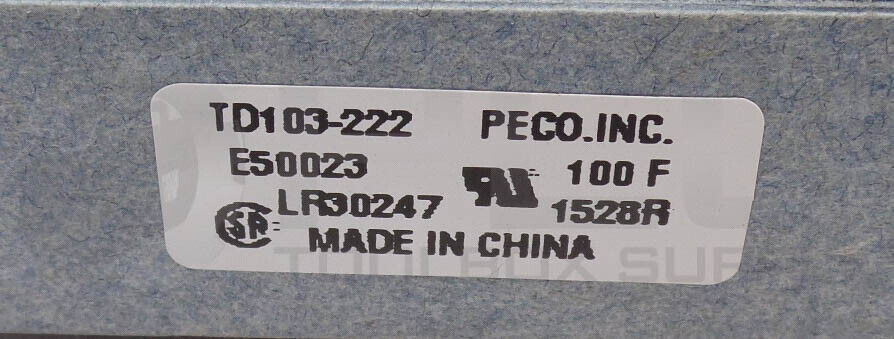 TD103-222 PECO.INC.
E50023 100 F
LR30247 1528R
MADE IN CHINA